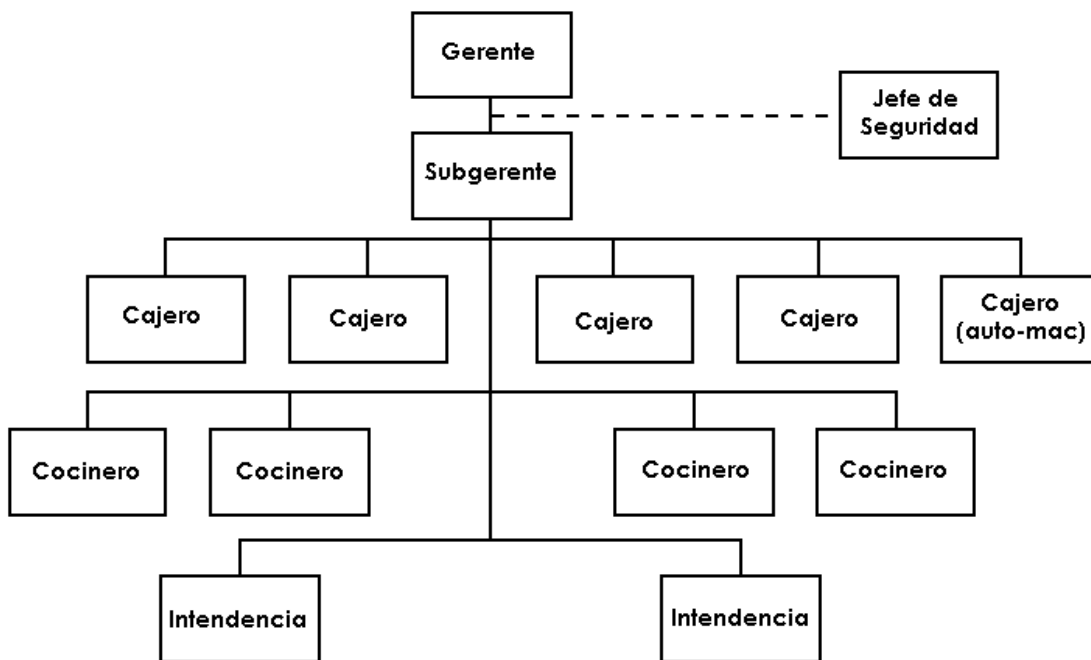 Gerente
Jefe de
Seguridad
Subgerente
Cajero
Cajero
Cajero
Cajero
Cajero
(auto-mac)
Cocinero
Cocinero
Cocinero
Cocinero
Intendencia
Intendencia